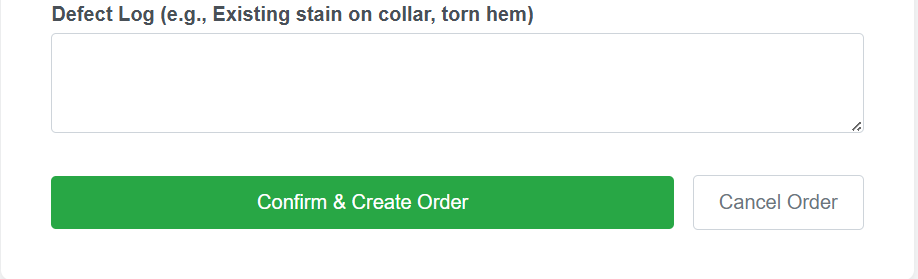 Defect Log (e.g., Existing stain on collar, torn hem)
Confirm & Create Order
Cancel Order